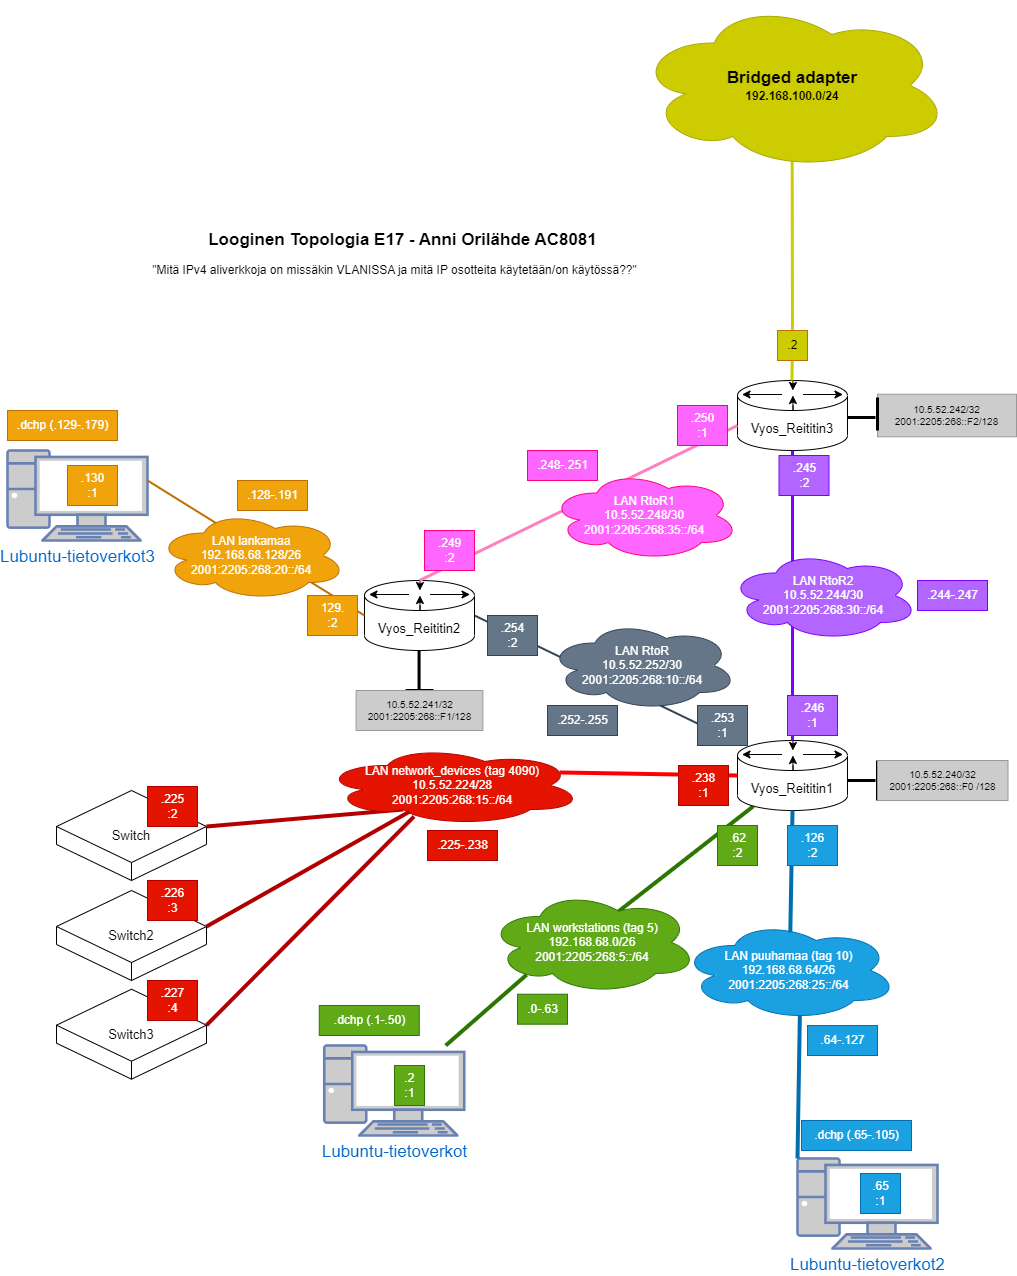 Bridged adapter
192.168.100.0/24
Looginen Topologia E17 - Anni Orilähde AC8081
"Mitä IPv4 aliverkkoja on missäkin VLANISSA ja mitä IP osotteita käytetään/on käytössä??"
.2
Vyos_Reititin3
10.5.52.242/32
2001:2205:268::F2/128
.250
:1
.245
:2
.248-.251
LAN RtoR1
10.5.52.248/30
2001:2205:268:35::/64
.dchp (.129-.179)
.130
:1
Lubuntu-tietoverkot3
.128-.191
LAN lankamaa
192.168.68.128/26
2001:2205:268:20::/64
129.
:2
.249
:2
Vyos_Reititin2
.254
:2
10.5.52.241/32
2001:2205:268::F1/128
LAN RtoR
10.5.52.252/30
2001:2205:268:10::/64
.252-.255
.253
:1
LAN RtoR2
10.5.52.244/30
2001:2205:268:30::/64
.244-.247
.246
:1
Vyos_Reititin1
10.5.52.240/32
2001:2205:268::F0 /128
.238
:1
LAN network_devices (tag 4090)
10.5.52.224/28
2001:2205:268:15::/64
.225-.238
.225
:2
Switch
.226
:3
Switch2
.227
:4
Switch3
.62
:2
.126
:2
LAN workstations (tag 5)
192.168.68.0/26
2001:2205:268:5::/64
.0-.63
LAN puuhamaa (tag 10)
192.168.68.64/26
2001:2205:268:25::/64
.64-.127
.dchp (.1-.50)
.2
:1
Lubuntu-tietoverkot
.dchp (.65-.105)
.65
:1
Lubuntu-tietoverkot2